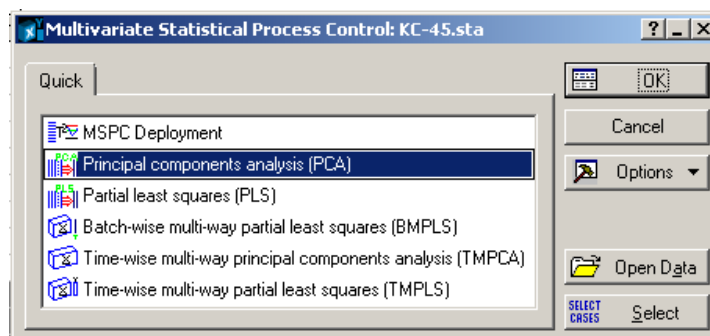 Multivariate Statistical Process Control: KC-45.sta
Quick
OK
MSPC Deployment
Cancel
Principal components analysis (PCA)
Options
Partial least squares (PLS)
Batch-wise multi-way partial least squares (BMPLS)
Time-wise multi-way principal components analysis (TMPCA)
Open Data
Time-wise multi-way partial least squares (TMPLS)
SELECT
CASES
Select